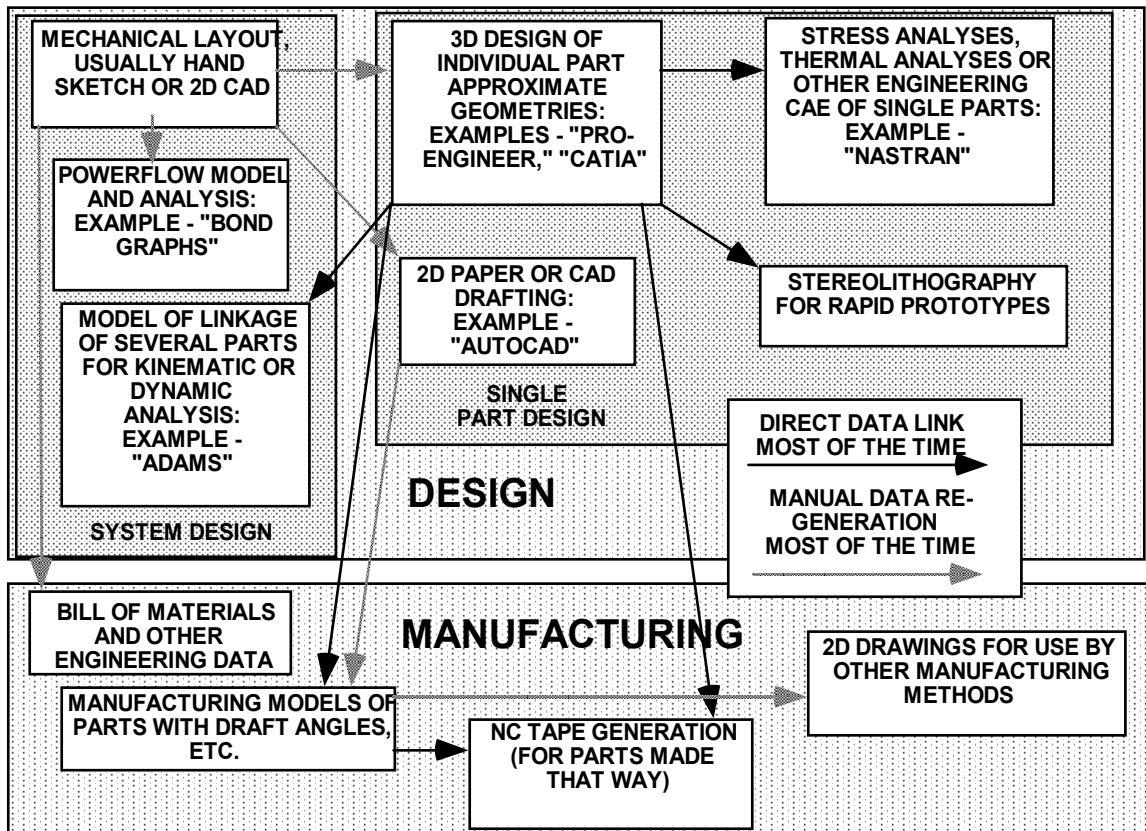 MECHANICAL LAYOUT,
USUALLY HAND
SKETCH OR 2D CAD
3D DESIGN OF
INDIVIDUAL PART
APPROXIMATE
GEOMETRIES:
EXAMPLES - "PRO-
ENGINEER," "CATIA"
STRESS ANALYSES,
THERMAL ANALYSES OR
OTHER ENGINEERING
CAE OF SINGLE PARTS:
EXAMPLE -
"NASTRAN"
POWERFLOW MODEL
AND ANALYSIS:
EXAMPLE - "BOND
GRAPHS"
2D PAPER OR CAD
DRAFTING:
EXAMPLE -
"AUTOCAD"
STEREOLITHOGRAPHY
FOR RAPID PROTOTYPES
MODEL OF LINKAGE
OF SEVERAL PARTS
FOR KINEMATIC OR
DYNAMIC
ANALYSIS:
EXAMPLE -
"ADAMS"
SINGLE
PART DESIGN
DIRECT DATA LINK
MOST OF THE TIME
MANUAL DATA RE-
GENERATION
MOST OF THE TIME
DESIGN
SYSTEM DESIGN
BILL OF MATERIALS
AND OTHER
ENGINEERING DATA
MANUFACTURING
2D DRAWINGS FOR USE BY
OTHER MANUFACTURING
METHODS
MANUFACTURING MODELS OF
PARTS WITH DRAFT ANGLES,
ETC.
NC TAPE GENERATION
(FOR PARTS MADE
THAT WAY)